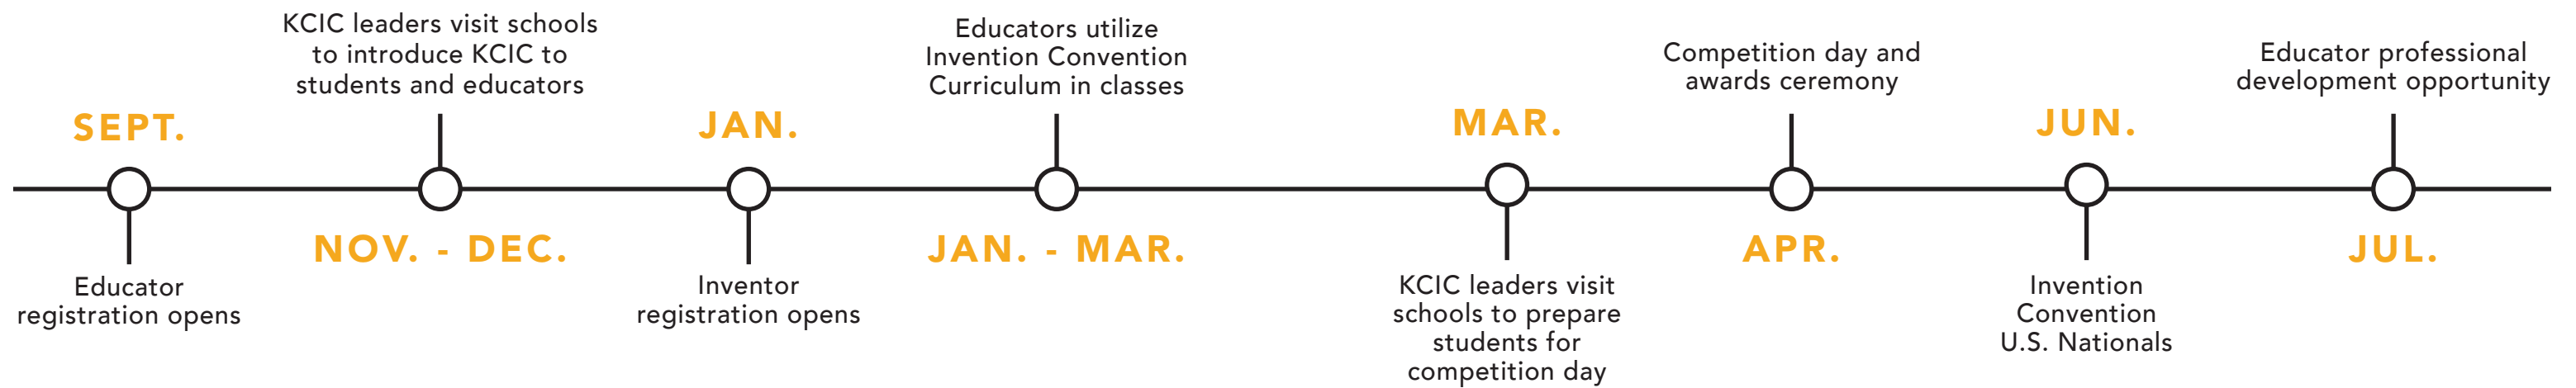 SEPT.
Educator
registration opens
KCIC leaders visit schools
to introduce KCIC to
students and educators
NOV. - DEC.
JAN.
Inventor
registration opens
Educators utilize
Invention Convention
Curriculum in classes
JAN. - MAR.
MAR.
KCIC leaders visit
schools to prepare
students for
competition day
Competition day and
awards ceremony
APR.
JUN.
Invention
Convention
U.S. Nationals
Educator professional
development opportunity
JUL.